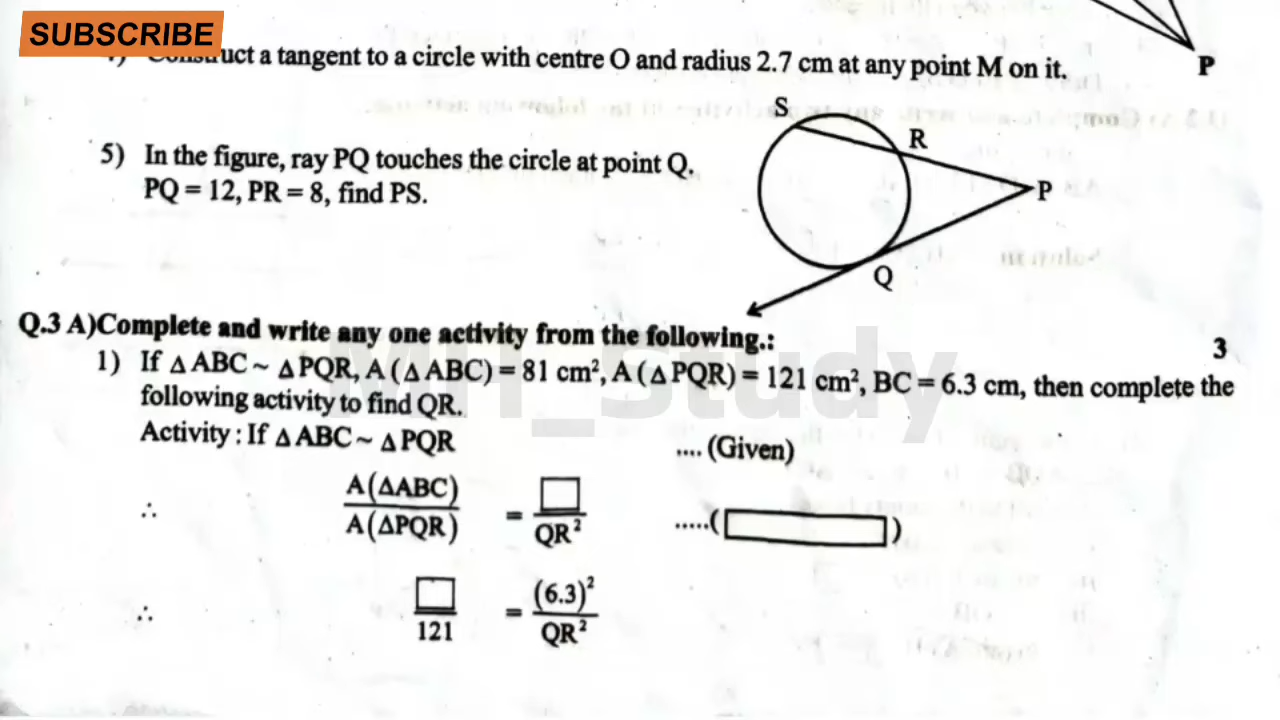 SUBSCRIBE
uct a tangent to a circle with centre O and radius 2.7 cm at any point M on it.
P
5) In the figure, ray PQ touches the circle at point Q.
PQ = 12, PR = 8, find PS.
S
R
P
Q
Q.3 A)Complete and write any one activity from the following.: 3
1) If △ ABC ~ △ PQR, A (△ ABC) = 81 cm², A (△ PQR) = 121 cm², BC = 6.3 cm, then complete the
following activity to find QR.
Activity : If △ ABC ~ △ PQR .... (Given)
∴ A(ΔABC) / A(ΔPQR) = □ / QR² .....( □ )
∴ □ / 121 = (6.3)² / QR²
MH_Study